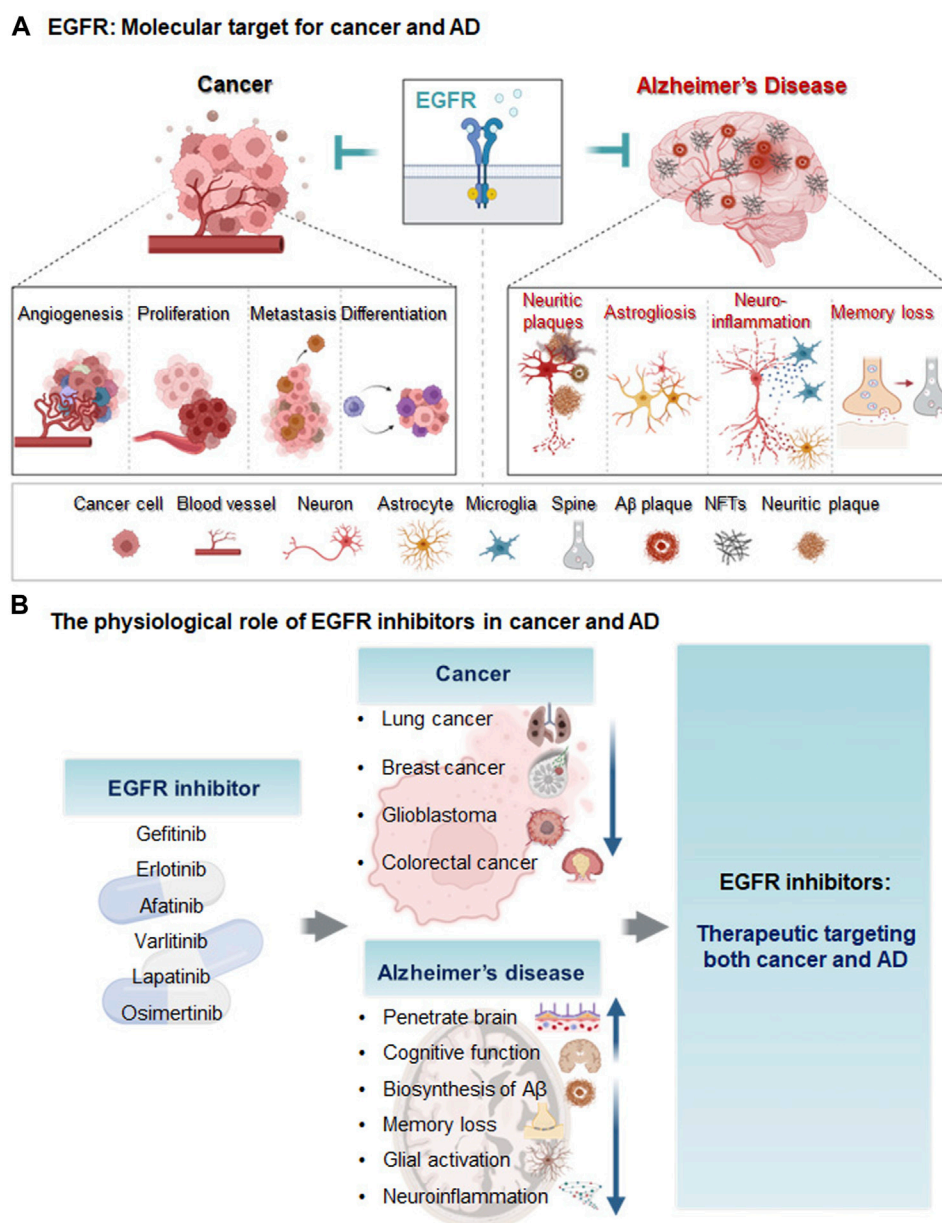 A EGFR: Molecular target for cancer and AD
Cancer
EGFR
Alzheimer's Disease
Angiogenesis
Proliferation
Metastasis
Differentiation
Neuritic
plaques
Astrogliosis
Neuro-
inflammation
Memory loss
Cancer cell
Blood vessel
Neuron
Astrocyte
Microglia
Spine
Aβ plaque
NFTs
Neuritic plaque
B The physiological role of EGFR inhibitors in cancer and AD
EGFR inhibitor
Gefitinib
Erlotinib
Afatinib
Varlitinib
Lapatinib
Osimertinib
Cancer
• Lung cancer
• Breast cancer
• Glioblastoma
• Colorectal cancer
Alzheimer's disease
• Penetrate brain
• Cognitive function
• Biosynthesis of Aβ
• Memory loss
• Glial activation
• Neuroinflammation
EGFR inhibitors:
Therapeutic targeting
both cancer and AD